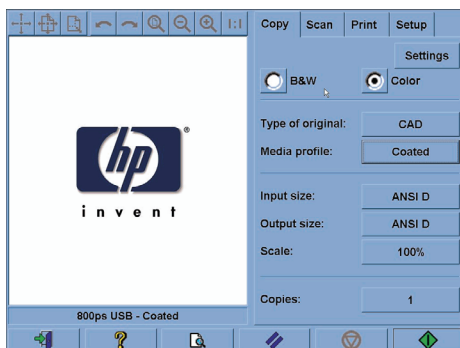 1:1
Copy Scan Print Setup
Settings
B&W Color
Type of original: CAD
Media profile: Coated
hp
®
invent
Input size: ANSI D
Output size: ANSI D
Scale: 100%
Copies: 1
800ps USB - Coated
?